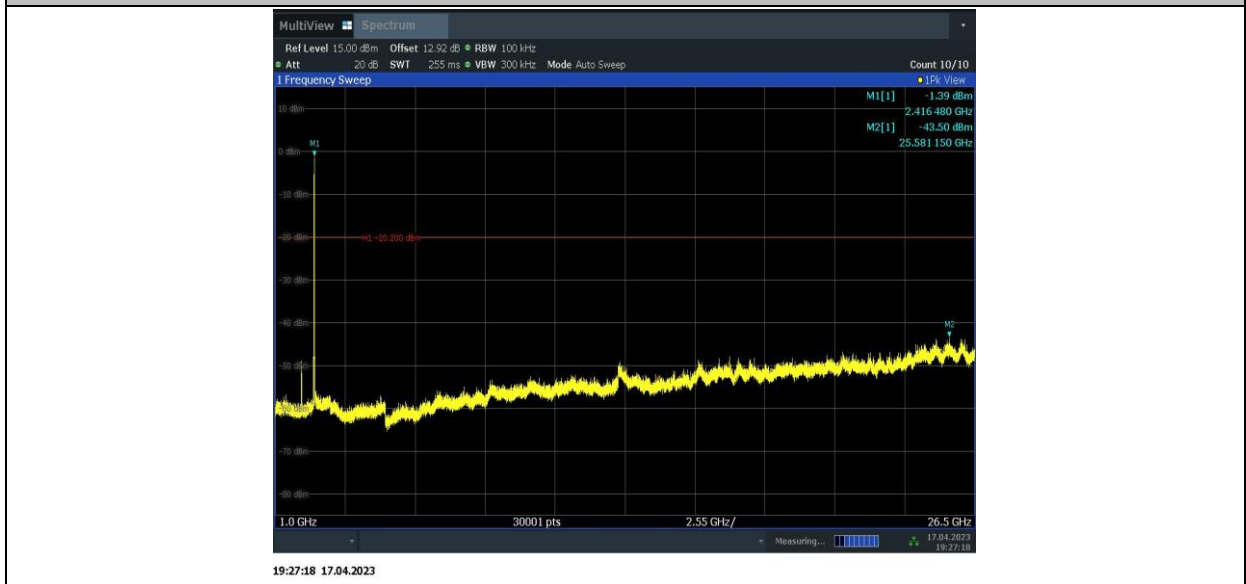 MultiView Spectrum
Ref Level 15.00 dBm Offset 12.92 dB RBW 100 kHz
Att 20 dB SWT 255 ms VBW 300 kHz Mode Auto Sweep Count 10/10
1 Frequency Sweep 1Pk View
M1[1] -1.39 dBm
2.416 480 GHz
M2[1] -43.50 dBm
25.581 150 GHz
10 dBm
M1
0 dBm
-10 dBm
-20 dBm
H1 -20.200 dBm
-30 dBm
-40 dBm
M2
-50 dBm
-60 dBm
-70 dBm
-80 dBm
1.0 GHz 30001 pts 2.55 GHz/ 26.5 GHz
Measuring... 17.04.2023
19:27:18
19:27:18 17.04.2023